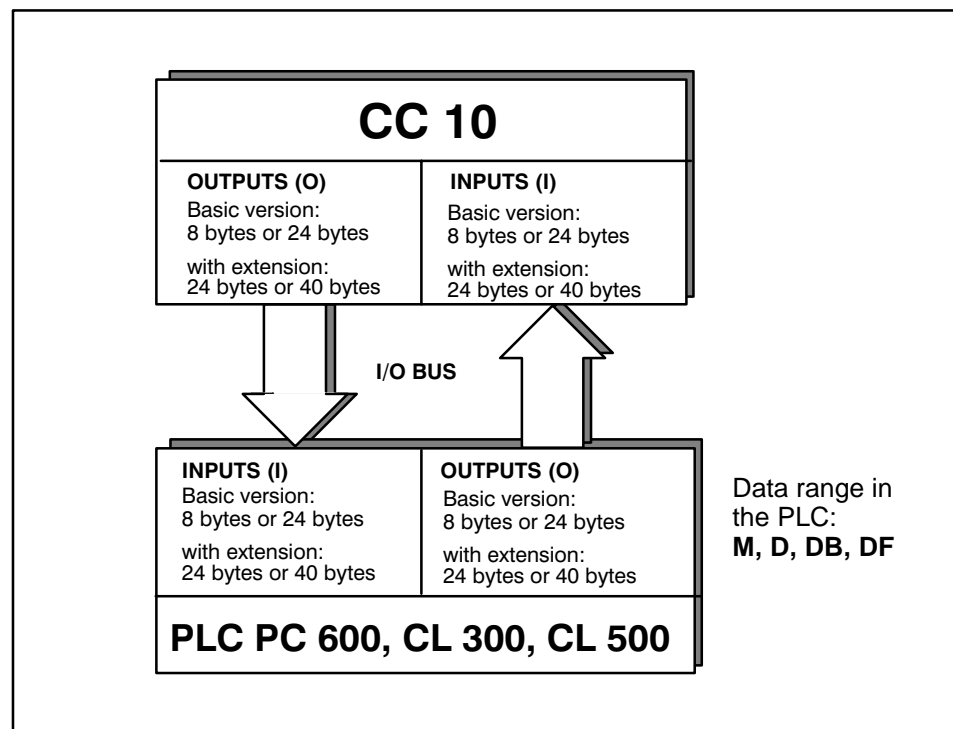 CC 10
OUTPUTS (O)
Basic version:
8 bytes or 24 bytes
with extension:
24 bytes or 40 bytes
INPUTS (I)
Basic version:
8 bytes or 24 bytes
with extension:
24 bytes or 40 bytes
I/O BUS
INPUTS (I)
Basic version:
8 bytes or 24 bytes
with extension:
24 bytes or 40 bytes
OUTPUTS (O)
Basic version:
8 bytes or 24 bytes
with extension:
24 bytes or 40 bytes
Data range in
the PLC:
M, D, DB, DF
PLC PC 600, CL 300, CL 500